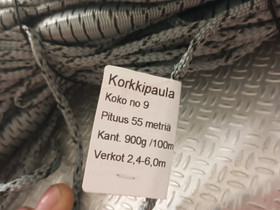 Korkkipaula
Koko no 9
Pituus 55 metriä
Kant. 900g /100m
Verkot 2,4-6,0m